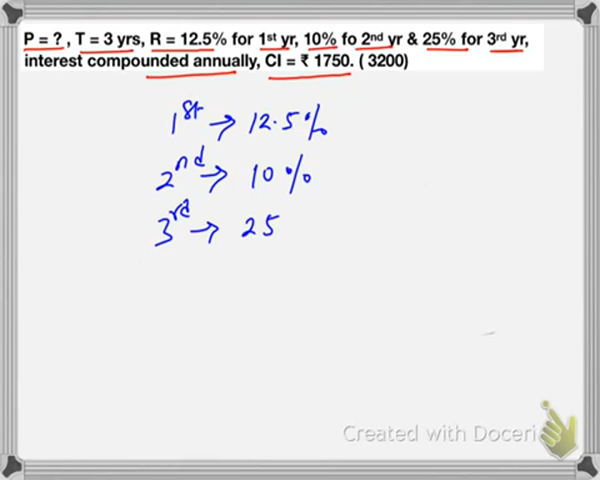 P = ? , T = 3 yrs, R = 12.5% for 1st yr, 10% fo 2nd yr & 25% for 3rd yr,
interest compounded annually, CI = ₹ 1750. ( 3200)
1st → 12.5%
2nd → 10%
3rd → 25
Created with Doceri